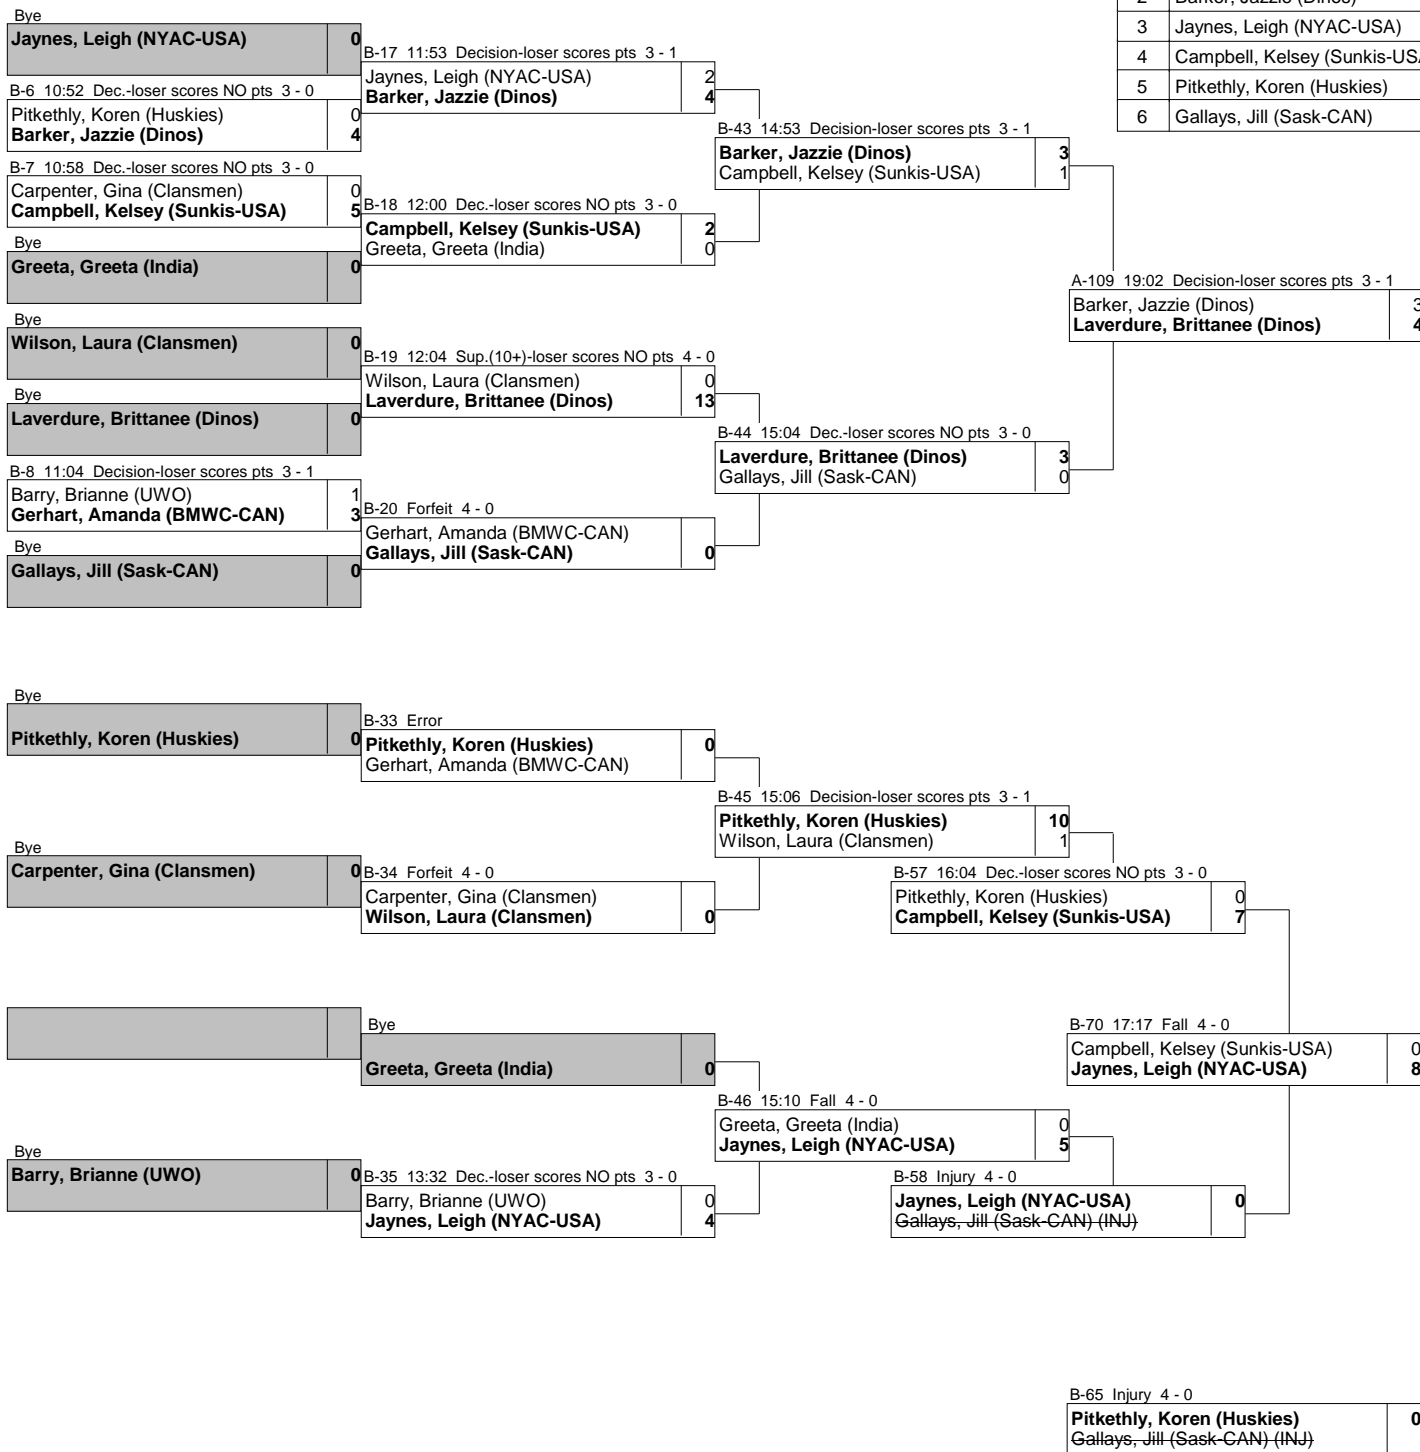 2 Barker, Jazzie (Dinos)
3 Jaynes, Leigh (NYAC-USA)
4 Campbell, Kelsey (Sunkis-USA
5 Pitkethly, Koren (Huskies)
6 Gallays, Jill (Sask-CAN)
Bye
Jaynes, Leigh (NYAC-USA) 0
B-6 10:52 Dec.-loser scores NO pts 3 - 0
Pitkethly, Koren (Huskies) 0
Barker, Jazzie (Dinos) 4
B-7 10:58 Dec.-loser scores NO pts 3 - 0
Carpenter, Gina (Clansmen) 0
Campbell, Kelsey (Sunkis-USA) 5
Bye
Greeta, Greeta (India) 0
Bye
Wilson, Laura (Clansmen) 0
Bye
Laverdure, Brittanee (Dinos) 0
B-8 11:04 Decision-loser scores pts 3 - 1
Barry, Brianne (UWO) 1
Gerhart, Amanda (BMWC-CAN) 3
Bye
Gallays, Jill (Sask-CAN) 0
B-17 11:53 Decision-loser scores pts 3 - 1
Jaynes, Leigh (NYAC-USA) 2
Barker, Jazzie (Dinos) 4
B-18 12:00 Dec.-loser scores NO pts 3 - 0
Campbell, Kelsey (Sunkis-USA) 2
Greeta, Greeta (India) 0
B-19 12:04 Sup.(10+)-loser scores NO pts 4 - 0
Wilson, Laura (Clansmen) 0
Laverdure, Brittanee (Dinos) 13
B-20 Forfeit 4 - 0
Gerhart, Amanda (BMWC-CAN)
Gallays, Jill (Sask-CAN) 0
B-43 14:53 Decision-loser scores pts 3 - 1
Barker, Jazzie (Dinos) 3
Campbell, Kelsey (Sunkis-USA) 1
B-44 15:04 Dec.-loser scores NO pts 3 - 0
Laverdure, Brittanee (Dinos) 3
Gallays, Jill (Sask-CAN) 0
A-109 19:02 Decision-loser scores pts 3 - 1
Barker, Jazzie (Dinos) 3
Laverdure, Brittanee (Dinos) 4
Bye
Pitkethly, Koren (Huskies) 0
Bye
Carpenter, Gina (Clansmen) 0
Bye
Barry, Brianne (UWO) 0
B-33 Error
Pitkethly, Koren (Huskies) 0
Gerhart, Amanda (BMWC-CAN)
B-34 Forfeit 4 - 0
Carpenter, Gina (Clansmen)
Wilson, Laura (Clansmen) 0
Bye
Greeta, Greeta (India) 0
B-35 13:32 Dec.-loser scores NO pts 3 - 0
Barry, Brianne (UWO) 0
Jaynes, Leigh (NYAC-USA) 4
B-45 15:06 Decision-loser scores pts 3 - 1
Pitkethly, Koren (Huskies) 10
Wilson, Laura (Clansmen) 1
B-46 15:10 Fall 4 - 0
Greeta, Greeta (India) 0
Jaynes, Leigh (NYAC-USA) 5
B-57 16:04 Dec.-loser scores NO pts 3 - 0
Pitkethly, Koren (Huskies) 0
Campbell, Kelsey (Sunkis-USA) 7
B-58 Injury 4 - 0
Jaynes, Leigh (NYAC-USA) 0
Gallays, Jill (Sask-CAN) (INJ)
B-70 17:17 Fall 4 - 0
Campbell, Kelsey (Sunkis-USA) 0
Jaynes, Leigh (NYAC-USA) 8
B-65 Injury 4 - 0
Pitkethly, Koren (Huskies) 0
Gallays, Jill (Sask-CAN) (INJ)